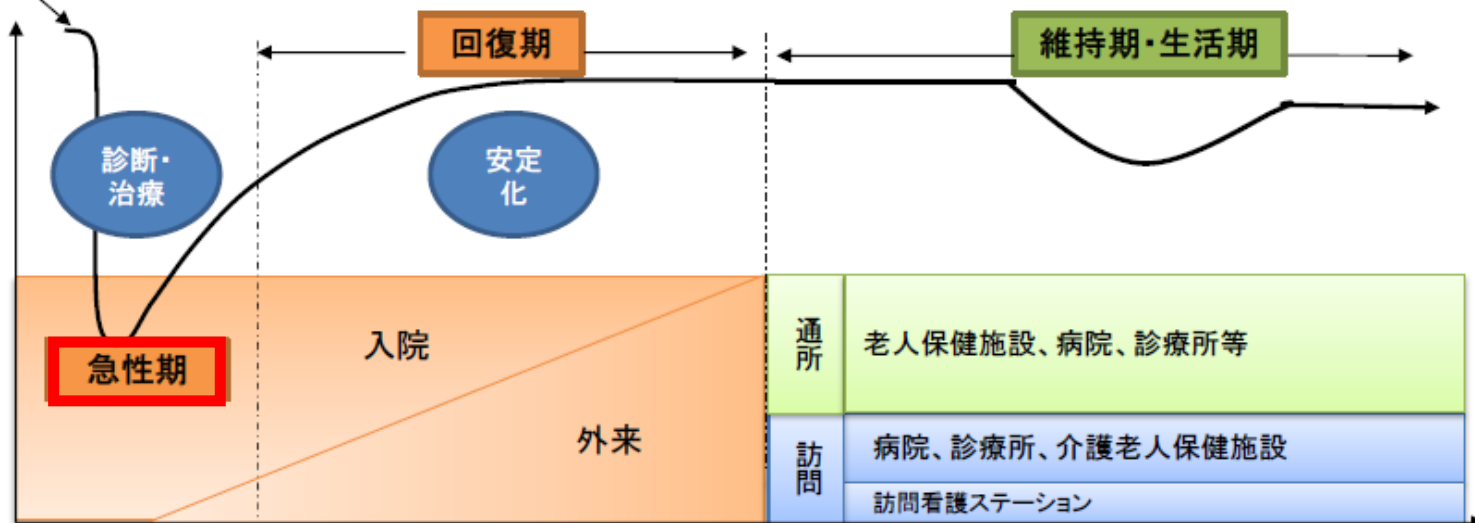 回復期
維持期・生活期
診断・
治療
安定
化
急性期
入院
外来
通所
老人保健施設、病院、診療所等
訪問
病院、診療所、介護老人保健施設
訪問看護ステーション